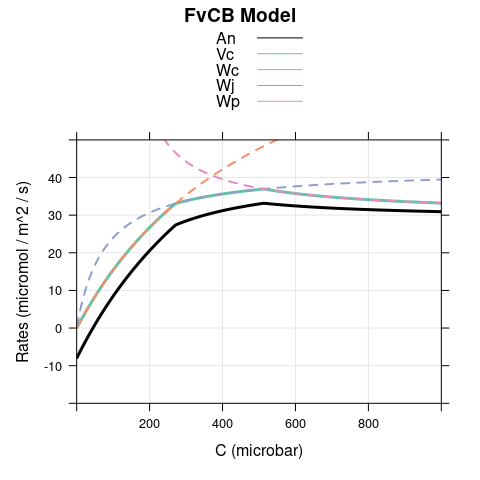 FvCB Model
An
Vc
Wc
Wj
Wp
40
30
20
10
0
-10
200 400 600 800
Rates (micromol / m^2 / s)
C (microbar)